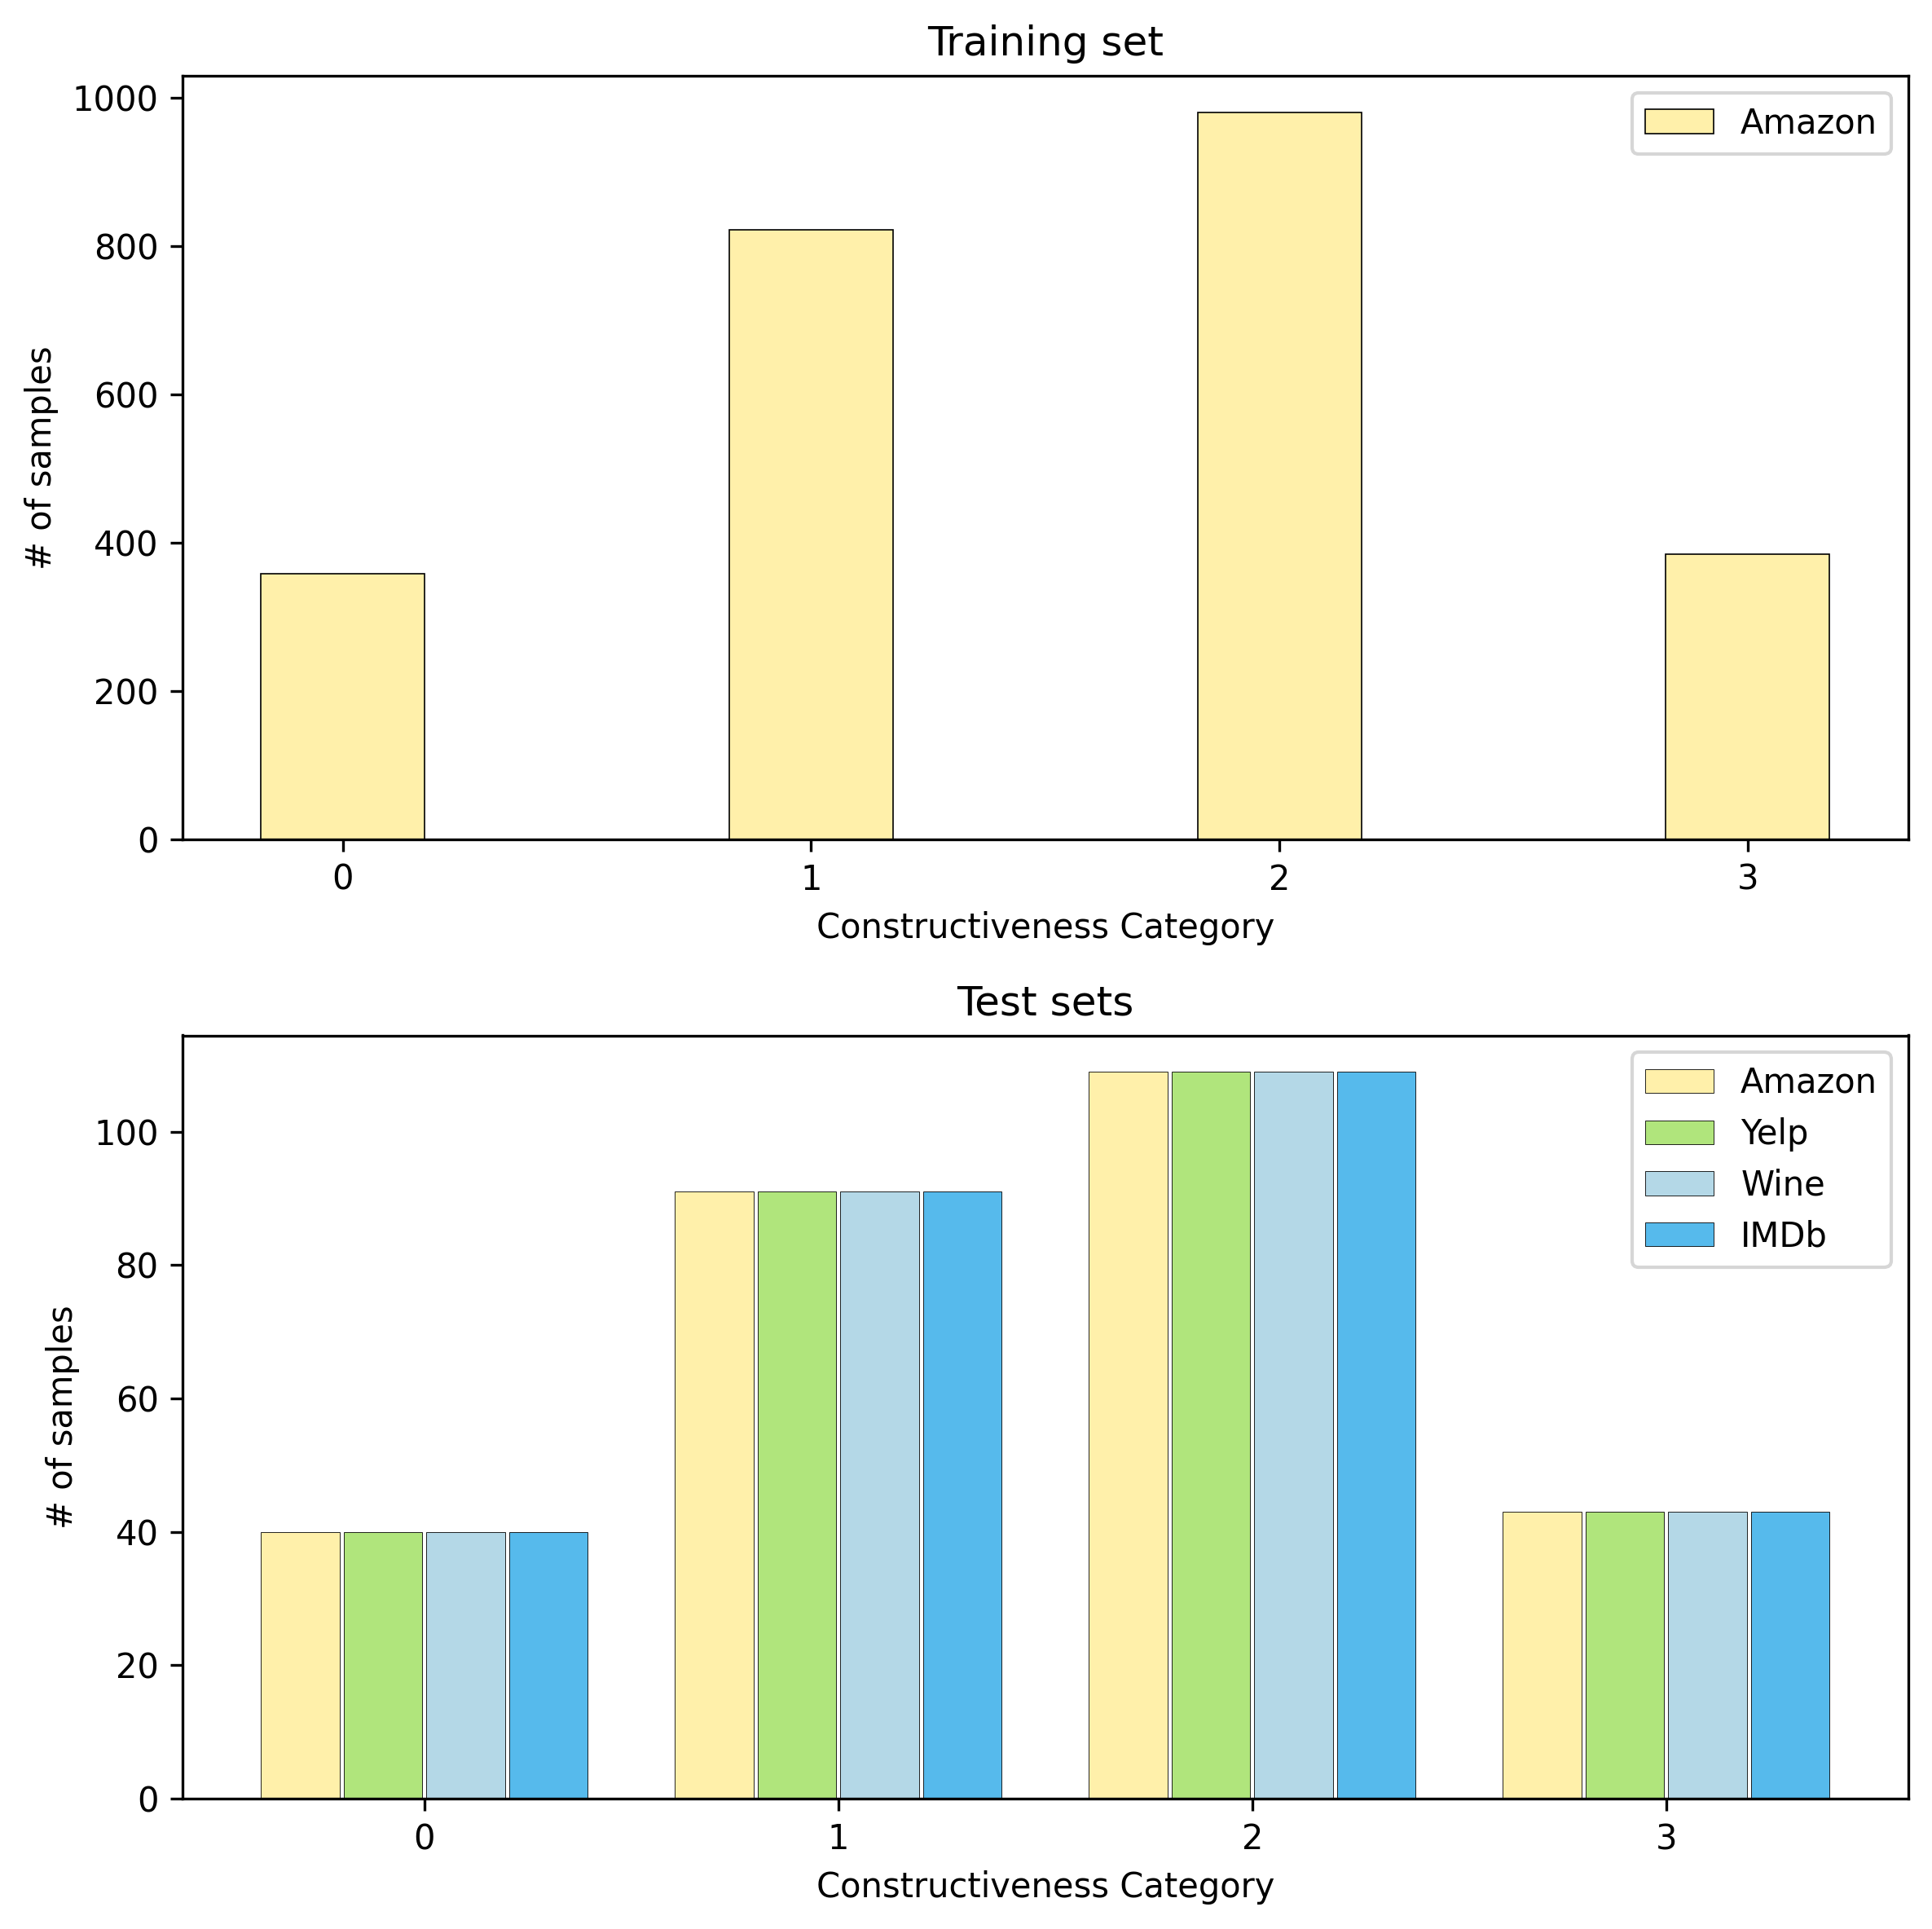 Training set
1000
800
600
400
200
0
# of samples
Amazon
0 1 2 3
Constructiveness Category
Test sets
100
80
60
40
20
0
# of samples
Amazon
Yelp
Wine
IMDb
0 1 2 3
Constructiveness Category